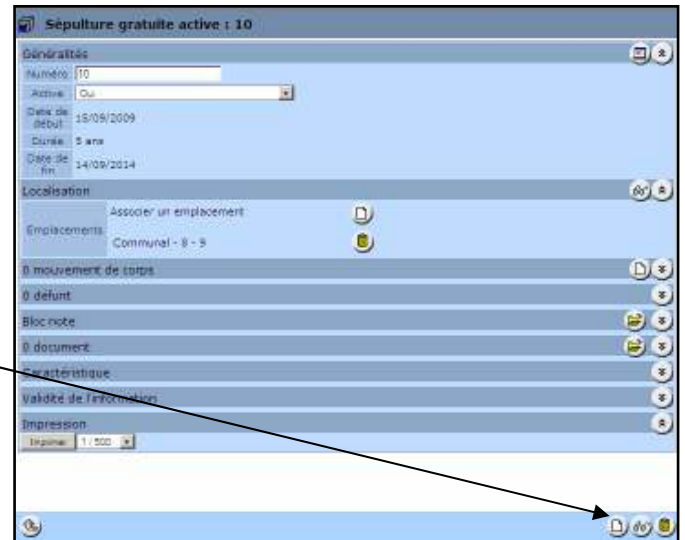 Sépulture gratuite active : 10
Généralités
Numéro 10
Active Oui
Date de début 15/09/2009
Durée 5 ans
Date de fin 14/09/2014
Localisation
Associer un emplacement
Emplacements
Communal - 8 - 9
0 mouvement de corps
0 défunt
Bloc note
0 document
Caractéristique
Validité de l'information
Impression
Imprimer 1 / 500